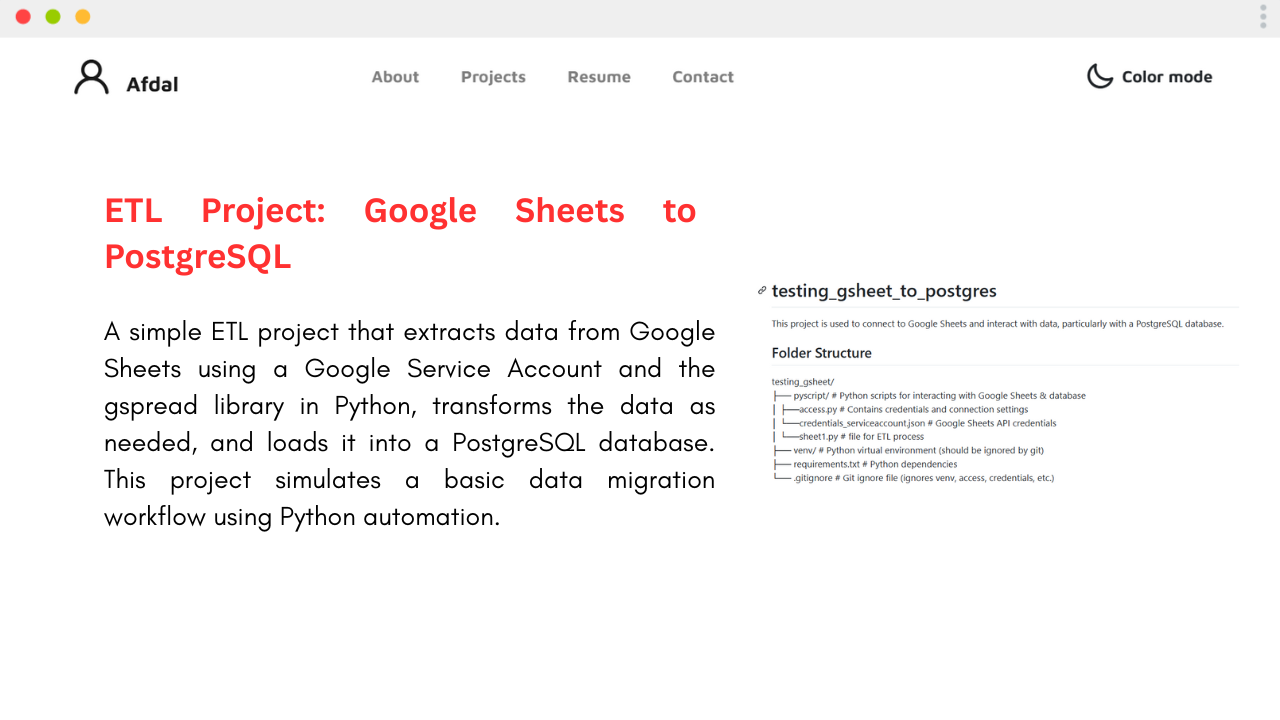 Afdal
About Projects Resume Contact
Color mode
ETL Project: Google Sheets to
PostgreSQL
A simple ETL project that extracts data from Google
Sheets using a Google Service Account and the
gspread library in Python, transforms the data as
needed, and loads it into a PostgreSQL database.
This project simulates a basic data migration
workflow using Python automation.
testing_gsheet_to_postgres
This project is used to connect to Google Sheets and interact with data, particularly with a PostgreSQL database.
Folder Structure
testing_gsheet/
├── pyscript/ # Python scripts for interacting with Google Sheets & database
│ ├──access.py # Contains credentials and connection settings
│ └──credentials_serviceaccount.json # Google Sheets API credentials
│ └──sheet1.py # file for ETL process
├── venv/ # Python virtual environment (should be ignored by git)
├── requirements.txt # Python dependencies
└── .gitignore # Git ignore file (ignores venv, access, credentials, etc.)